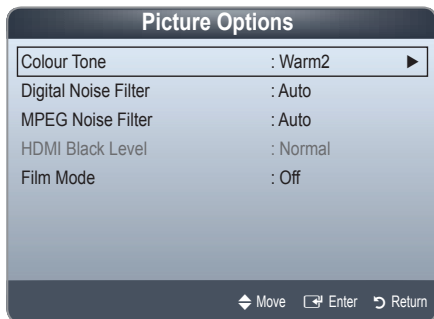 Picture Options
Colour Tone : Warm2 ►
Digital Noise Filter : Auto
MPEG Noise Filter : Auto
HDMI Black Level : Normal
Film Mode : Off
Move Enter Return